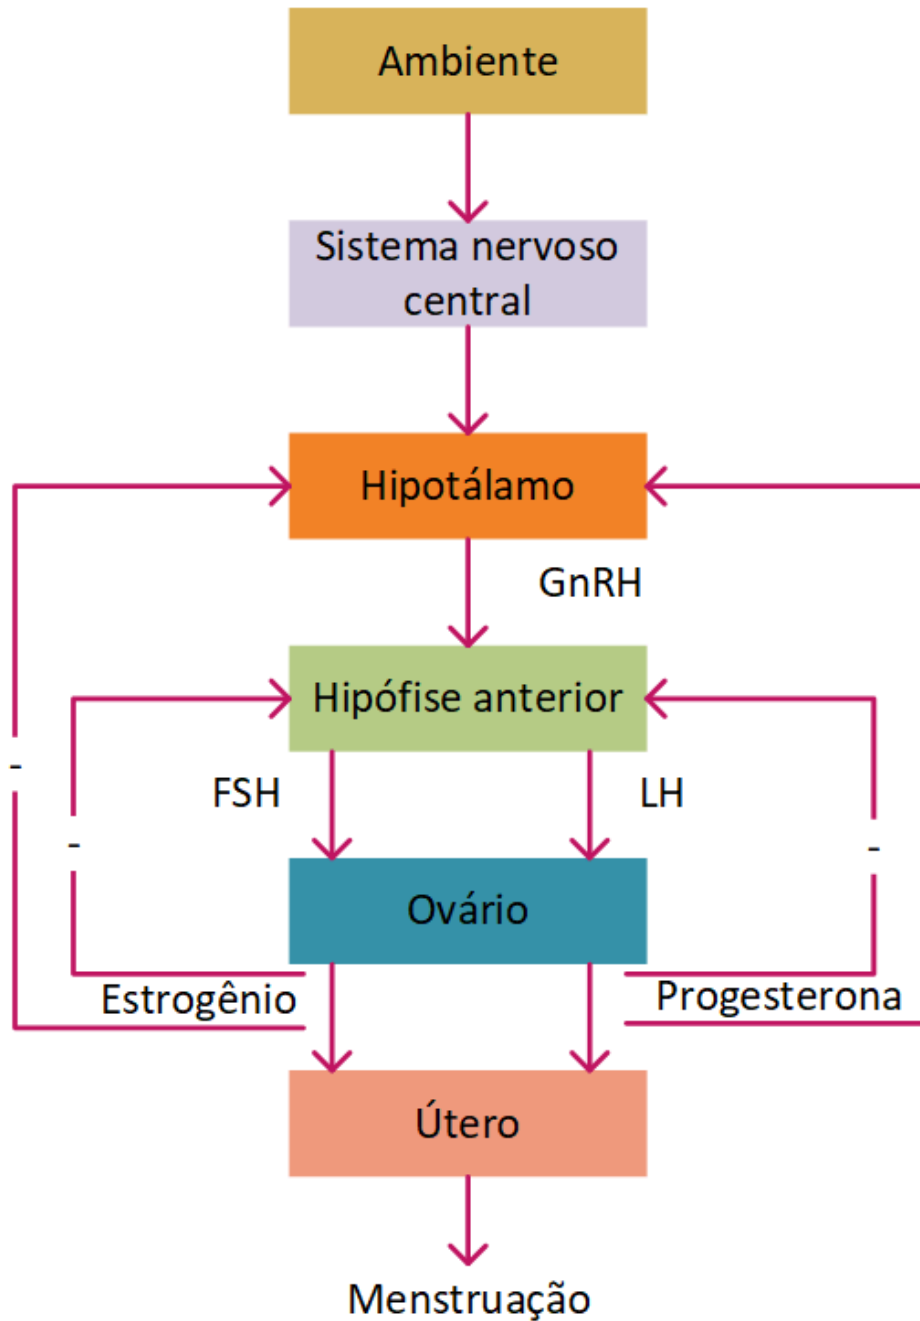 Ambiente
Sistema nervoso
central
Hipotálamo
GnRH
Hipófise anterior
-
FSH
LH
-
-
Ovário
Estrogênio
Progesterona
Útero
Menstruação